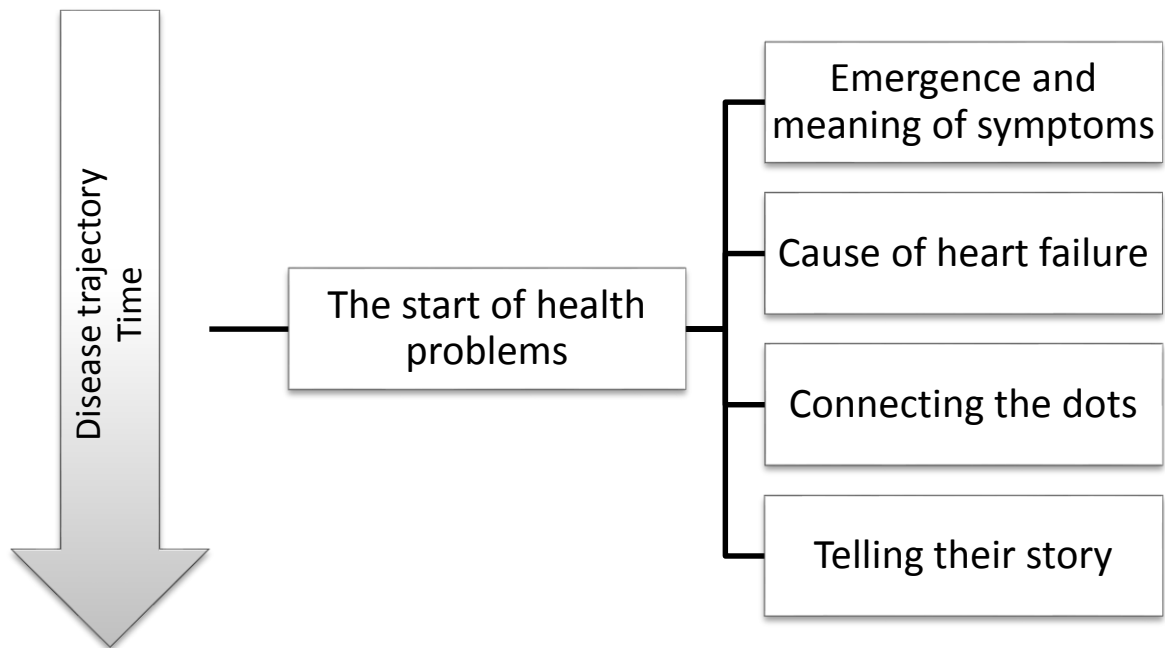 Disease trajectory
Time
The start of health
problems
Emergence and
meaning of symptoms
Cause of heart failure
Connecting the dots
Telling their story